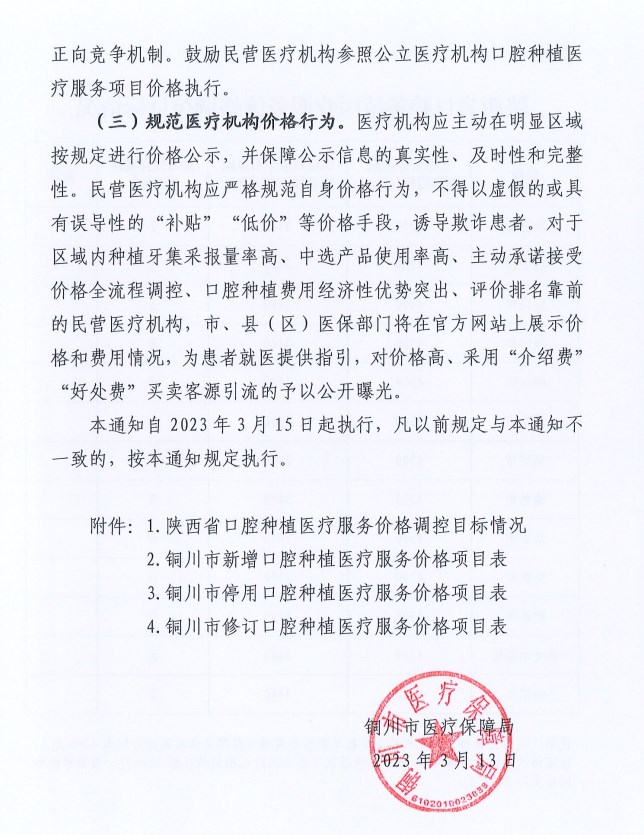 正向竞争机制。鼓励民营医疗机构参照公立医疗机构口腔种植医
疗服务项目价格执行。
（三）规范医疗机构价格行为。医疗机构应主动在明显区域
按规定进行价格公示，并保障公示信息的真实性、及时性和完整
性。民营医疗机构应严格规范自身价格行为，不得以虚假的或具
有误导性的“补贴”“低价”等价格手段，诱导欺诈患者。对于
区域内种植牙集采报量率高、中选产品使用率高、主动承诺接受
价格全流程调控、口腔种植费用经济性优势突出、评价排名靠前
的民营医疗机构，市、县（区）医保部门将在官方网站上展示价
格和费用情况，为患者就医提供指引，对价格高、采用“介绍费”
“好处费”买卖客源引流的予以公开曝光。
本通知自 2023 年 3 月 15 日起执行，凡以前规定与本通知不
一致的，按本通知规定执行。
附件：1.陕西省口腔种植医疗服务价格调控目标情况
2.铜川市新增口腔种植医疗服务价格项目表
3.铜川市停用口腔种植医疗服务价格项目表
4.铜川市修订口腔种植医疗服务价格项目表
铜川市医疗保障局
2023 年 3 月 13 日
铜川市医疗保障局
6102010023088